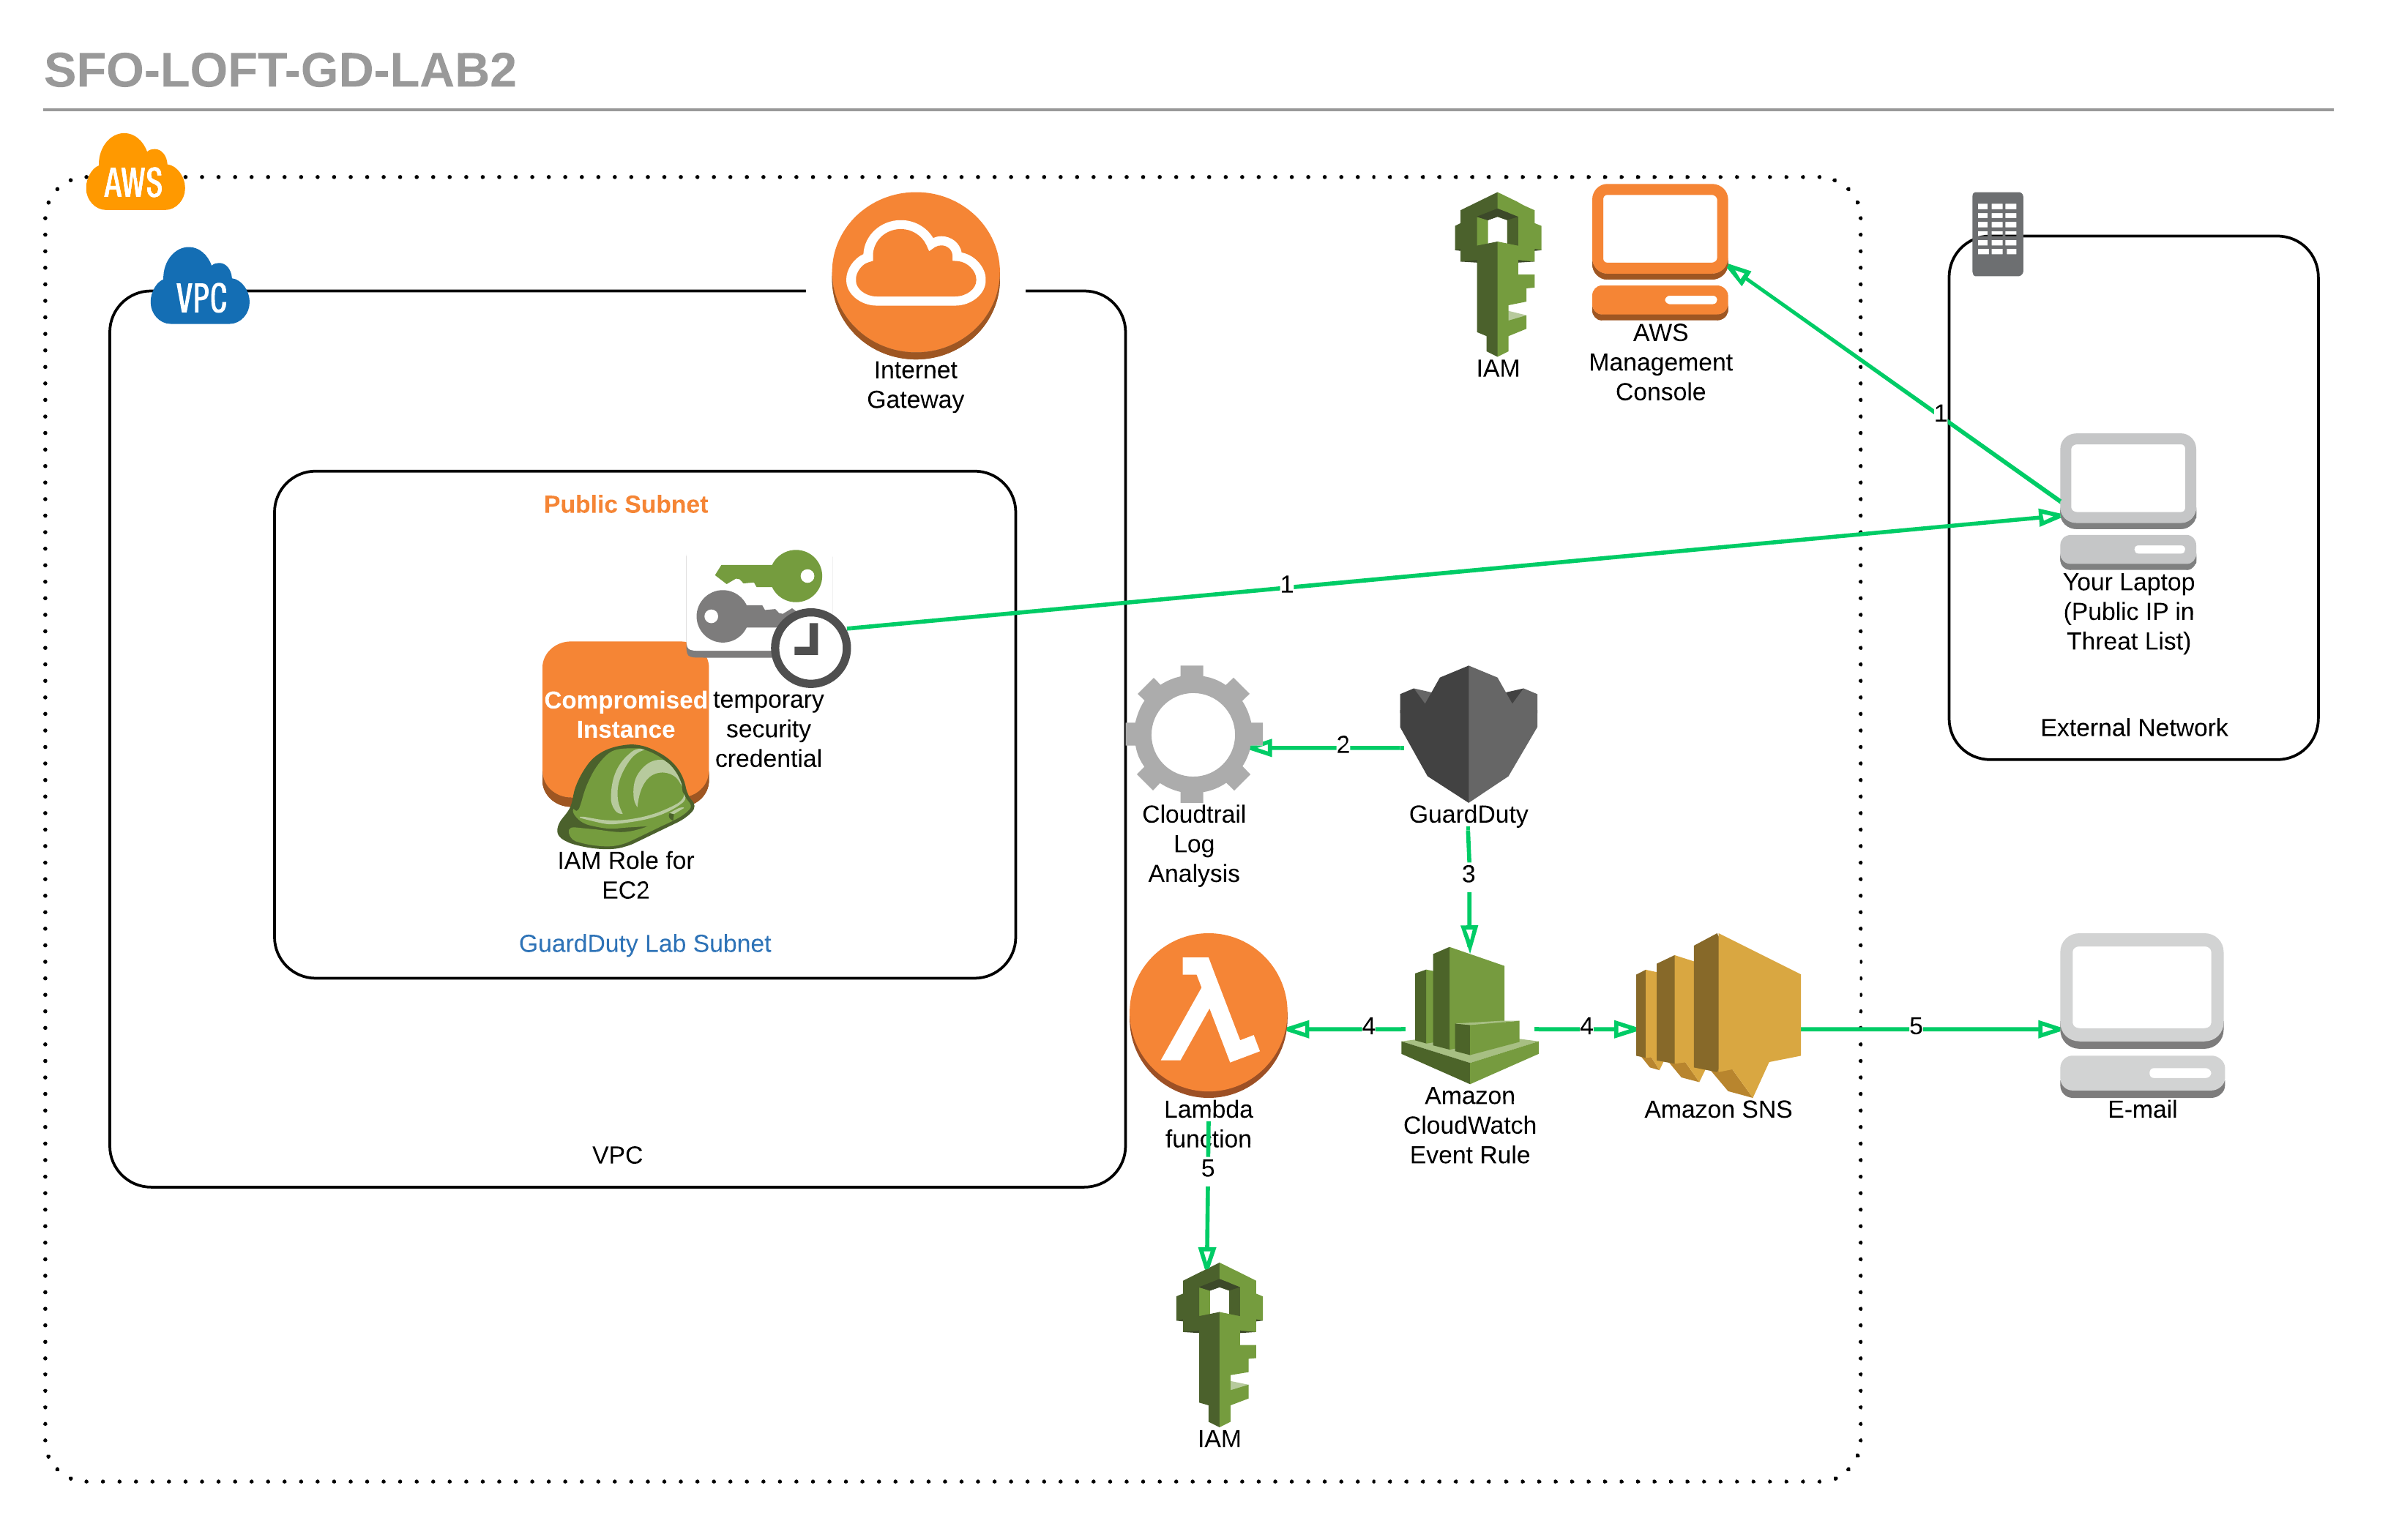 SFO-LOFT-GD-LAB2
AWS
VPC
Internet
Gateway
IAM
AWS
Management
Console
1
Public Subnet
1
Your Laptop
(Public IP in
Threat List)
External Network
Compromised
Instance
temporary
security
credential
IAM Role for
EC2
GuardDuty Lab Subnet
VPC
2
Cloudtrail
Log
Analysis
GuardDuty
3
4
4
5
Lambda
function
Amazon
CloudWatch
Event Rule
Amazon SNS
E-mail
5
IAM